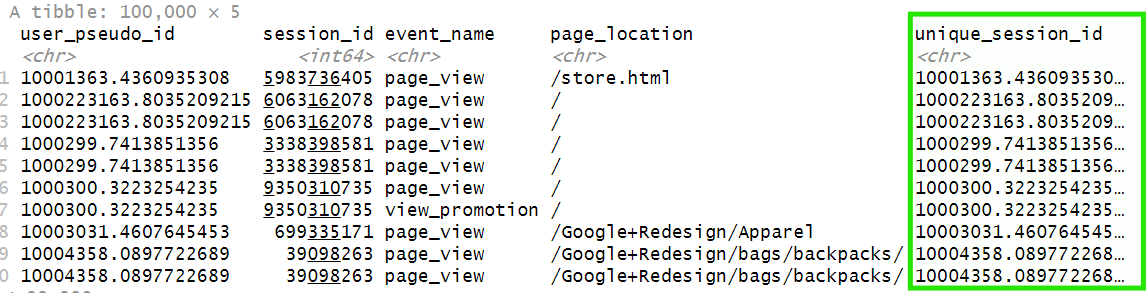 A tibble: 100,000 × 5
user_pseudo_id session_id event_name page_location unique_session_id
<chr> <int64> <chr> <chr> <chr>
1 10001363.4360935308 5983736405 page_view /store.html 10001363.436093530…
2 1000223163.8035209215 6063162078 page_view / 1000223163.8035209…
3 1000223163.8035209215 6063162078 page_view / 1000223163.8035209…
4 1000299.7413851356 3338398581 page_view / 1000299.7413851356…
5 1000299.7413851356 3338398581 page_view / 1000299.7413851356…
6 1000300.3223254235 9350310735 page_view / 1000300.3223254235…
7 1000300.3223254235 9350310735 view_promotion / 1000300.3223254235…
8 10003031.4607645453 699335171 page_view /Google+Redesign/Apparel 10003031.460764545…
9 10004358.0897722689 39098263 page_view /Google+Redesign/bags/backpacks/ 10004358.089772268…
0 10004358.0897722689 39098263 page_view /Google+Redesign/bags/backpacks/ 10004358.089772268…